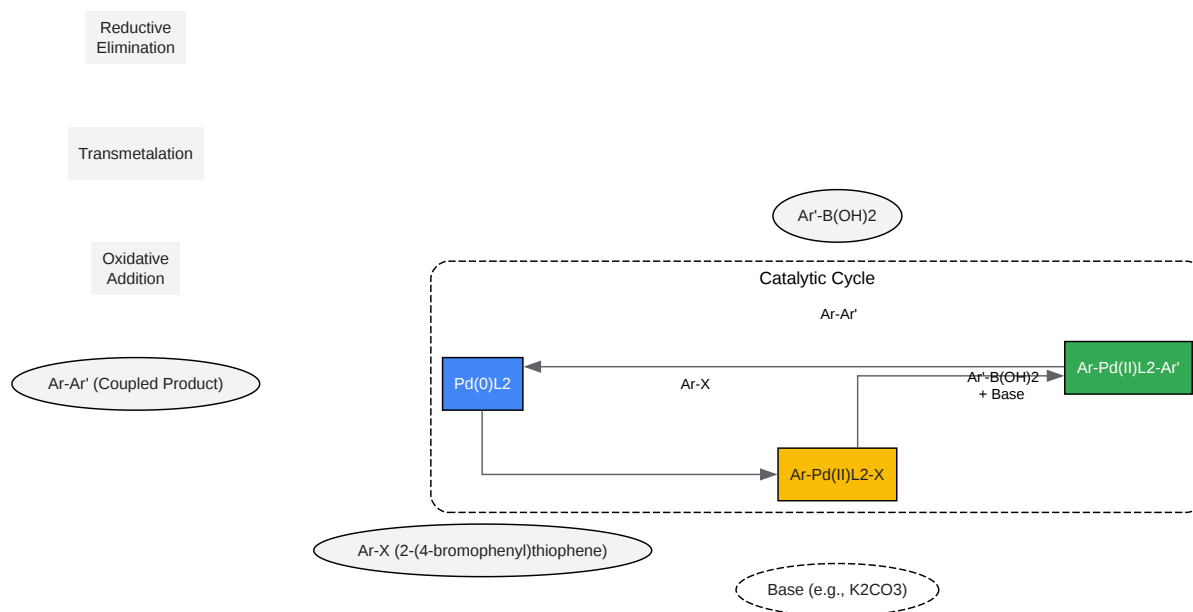 Reductive
Elimination
Transmetalation
Ar'-B(OH)2
Oxidative
Addition
Catalytic Cycle
Ar-Ar'
Ar-Ar' (Coupled Product)
Pd(0)L2
Ar-X
Ar'-B(OH)2
+ Base
Ar-Pd(II)L2-Ar'
Ar-Pd(II)L2-X
Ar-X (2-(4-bromophenyl)thiophene)
Base (e.g., K2CO3)